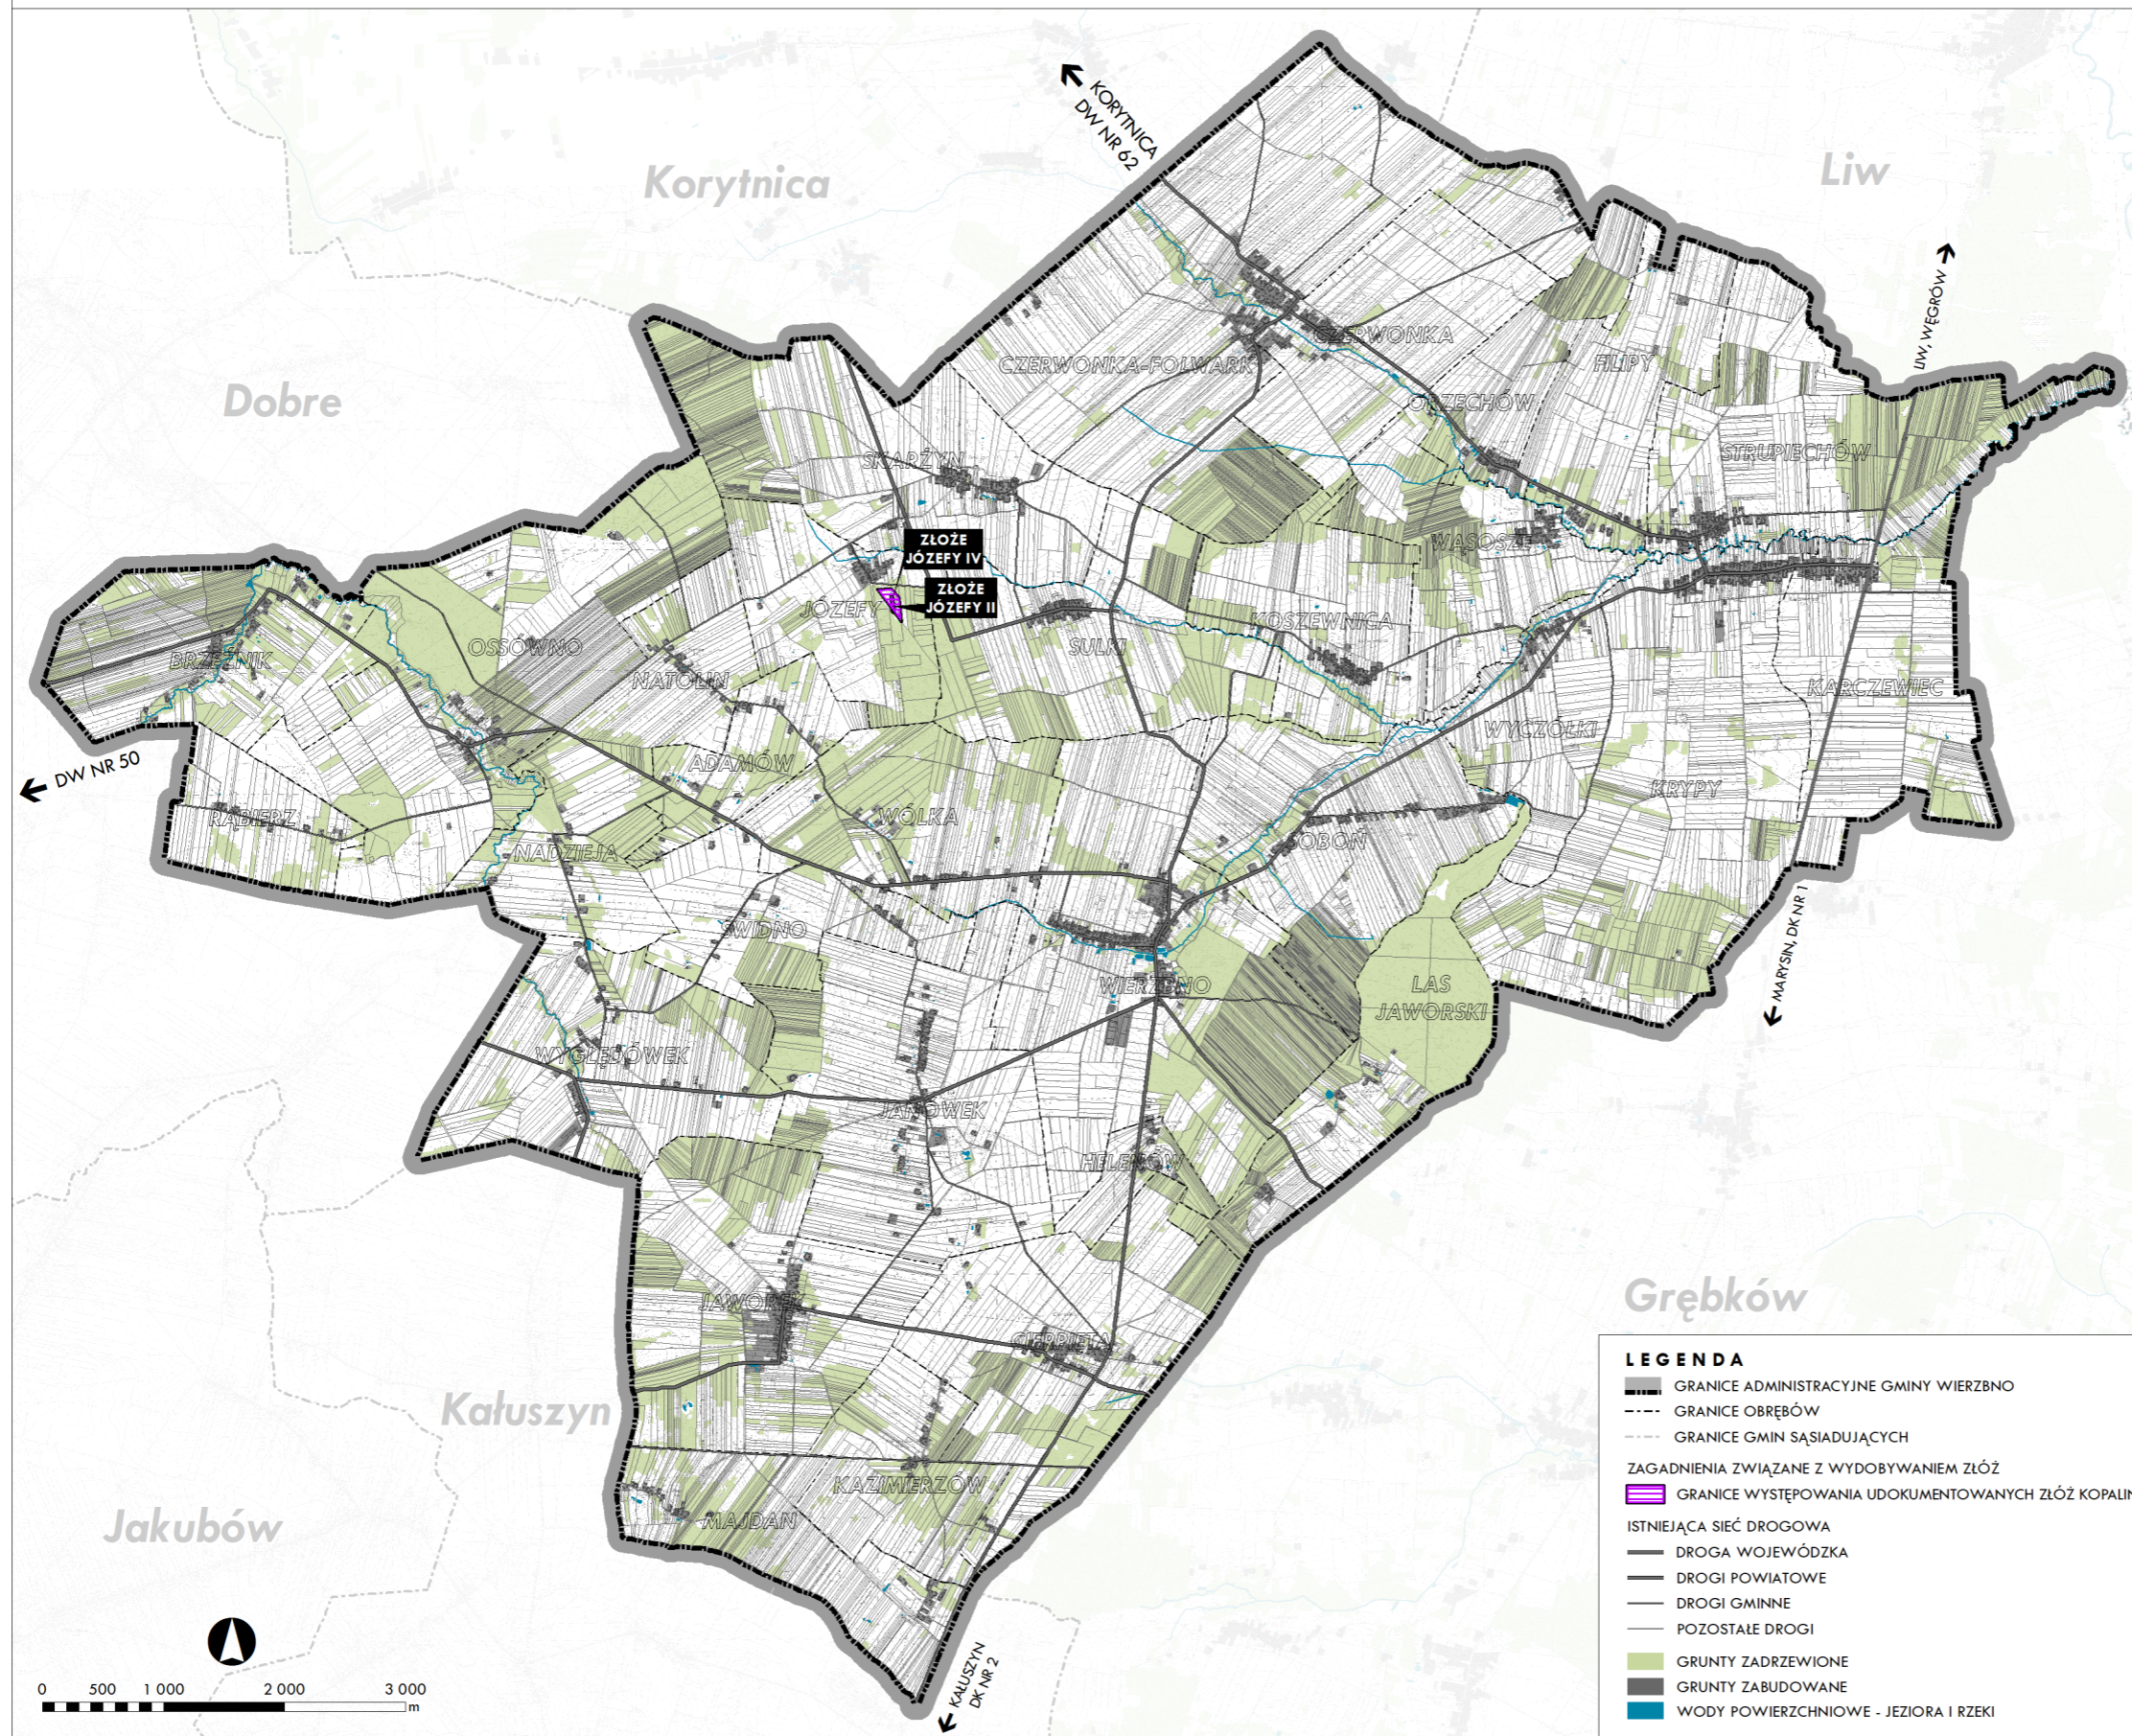 KORYTNICA
DW NR 62
Korytnica
Liw
LIW, WĘGRÓW
Dobre
CZERWONKA
CZERWONKA-FOLWARK
FILIPY
ORZECHÓW
SKARŻYN
STRUPIECHÓW
ZŁOŻE
JÓZEFY IV
WĄSOSZE
ZŁOŻE
JÓZEFY II
JÓZEFY
KOSZEWNICA
OSSÓWNO
SULKI
BRZEŹNIK
NATOLIN
KARCZEWIEC
WYCZÓŁKI
ADAMÓW
DW NR 50
KRYPY
RĄBIERZ
WÓLKA
SOBOŃ
NADZIEJA
ŚWIDNO
MARYSIN, DK NR 1
WIERZBNO
LAS
JAWORSKI
WYGLĘDÓWEK
JANÓWEK
HELENÓW
Grębków
JAWOREK
CIERPIĘTA
Kałuszyn
KAZIMIERZÓW
MAJDAN
Jakubów
KAŁUSZYN
DK NR 2
0 500 1 000 2 000 3 000
m
LEGENDA
GRANICE ADMINISTRACYJNE GMINY WIERZBNO
GRANICE OBRĘBÓW
GRANICE GMIN SĄSIADUJĄCYCH
ZAGADNIENIA ZWIĄZANE Z WYDOBYWANIEM ZŁÓŻ
GRANICE WYSTĘPOWANIA UDOKUMENTOWANYCH ZŁÓŻ KOPALIN
ISTNIEJĄCA SIEĆ DROGOWA
DROGA WOJEWÓDZKA
DROGI POWIATOWE
DROGI GMINNE
POZOSTAŁE DROGI
GRUNTY ZADRZEWIONE
GRUNTY ZABUDOWANE
WODY POWIERZCHNIOWE - JEZIORA I RZEKI